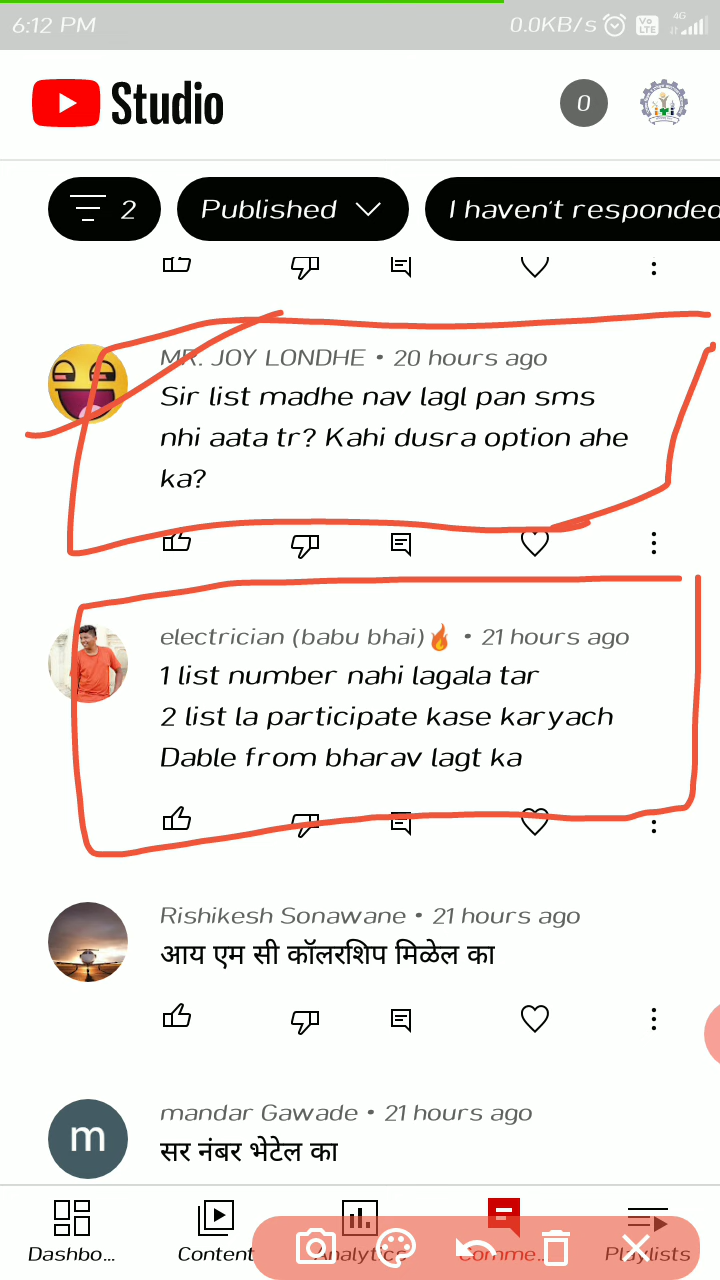 6:12 PM
0.0KB/s Vo LTE 4G
Studio
0
2 Published I haven't responded
MR. JOY LONDHE • 20 hours ago
Sir list madhe nav lagl pan sms
nhi aata tr? Kahi dusra option ahe
ka?
electrician (babu bhai)🔥 • 21 hours ago
1 list number nahi lagala tar
2 list la participate kase karyach
Dable from bharav lagt ka
Rishikesh Sonawane • 21 hours ago
आय एम सी कॉलरशिप मिळेल का
m
mandar Gawade • 21 hours ago
सर नंबर भेटेल का
Dashbo... Content Analytics Comme... Playlists